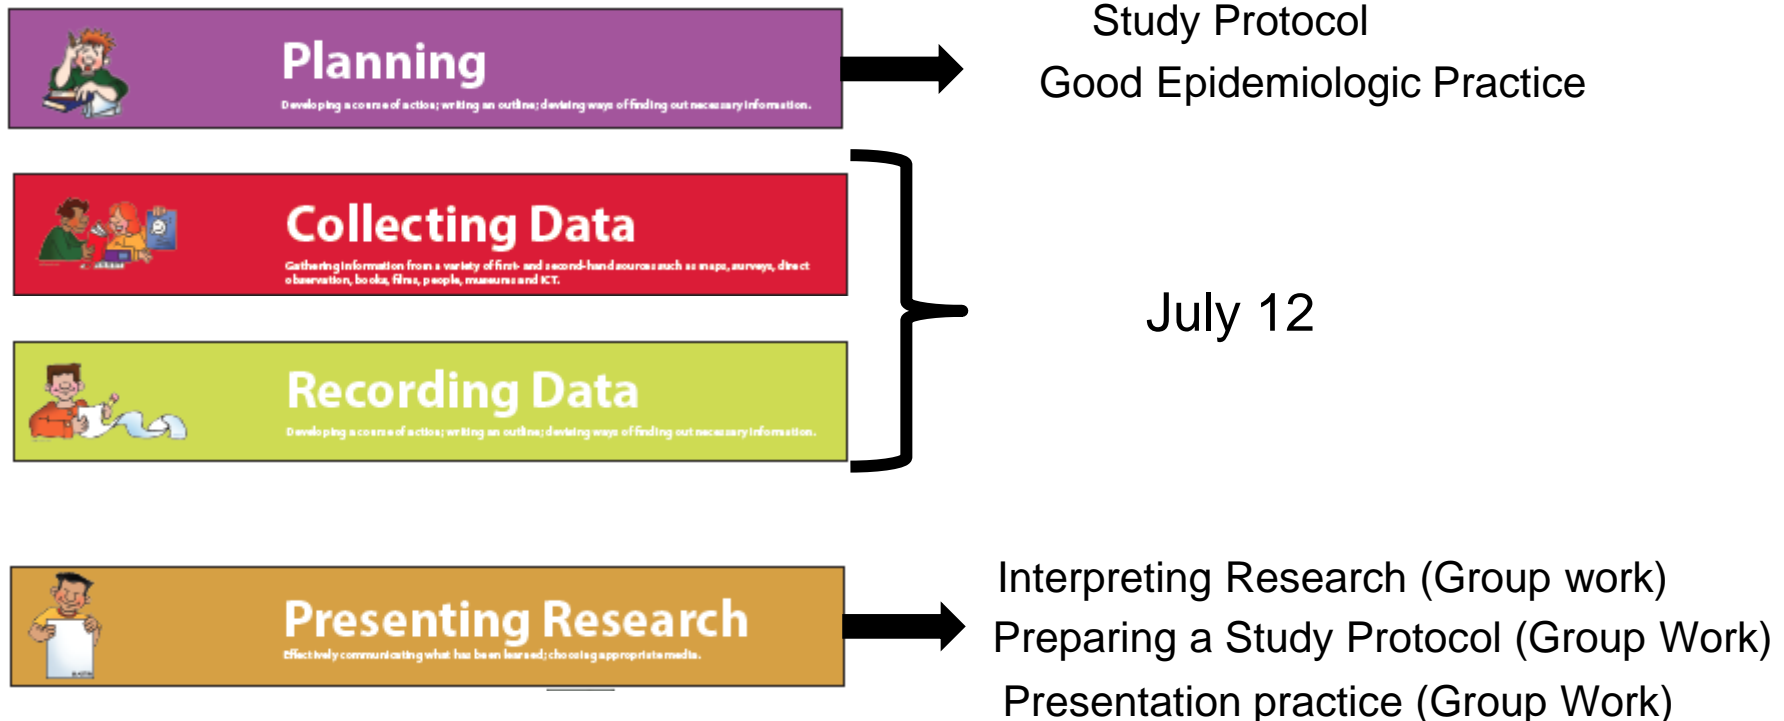 Planning
Developing a course of action; writing an outline; devising ways of finding out necessary information.
Study Protocol
Good Epidemiologic Practice
Collecting Data
Gathering information from a variety of first- and second-hand sources such as maps, surveys, direct
observation, books, films, people, museums and ICT.
Recording Data
Developing a course of action; writing an outline; devising ways of finding out necessary information.
July 12
Presenting Research
Effectively communicating what has been learned; choosing appropriate media.
Interpreting Research (Group work)
Preparing a Study Protocol (Group Work)
Presentation practice (Group Work)